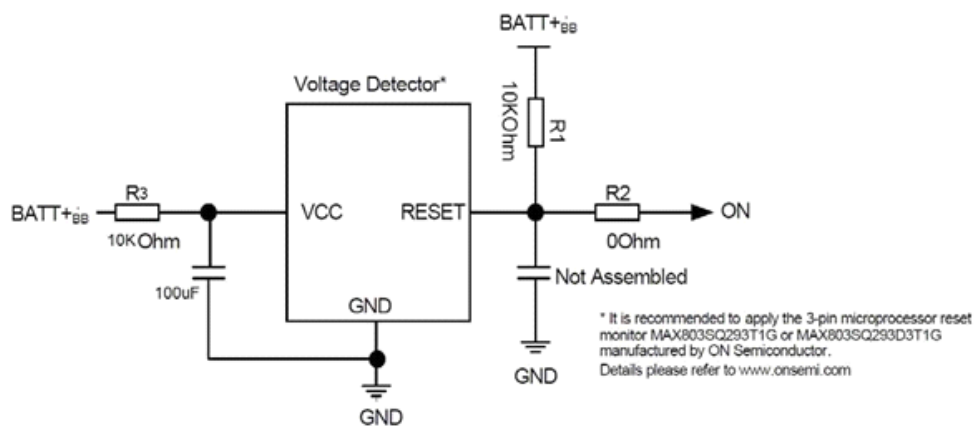 BATT+BB
Voltage Detector*
10KOhm
R1
BATT+BB
R3
10KOhm
VCC
RESET
R2
0Ohm
ON
100uF
GND
Not Assembled
GND
GND
* It is recommended to apply the 3-pin microprocessor reset
monitor MAX803SQ293T1G or MAX803SQ293D3T1G
manufactured by ON Semiconductor.
Details please refer to www.onsemi.com